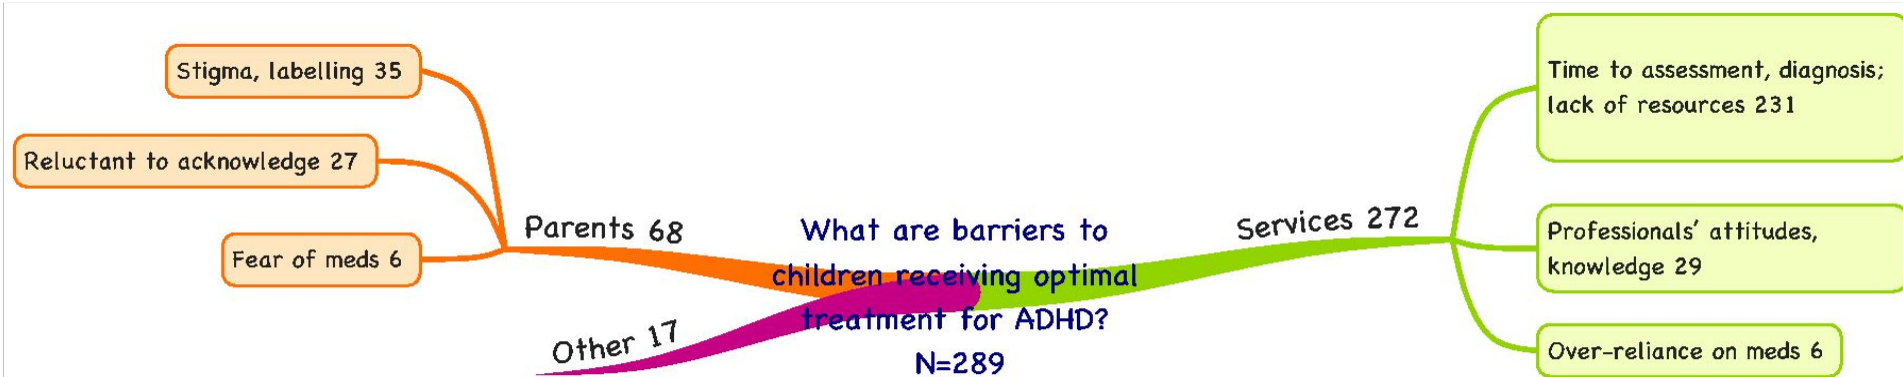 What are barriers to
children receiving optimal
treatment for ADHD?
N=289
Parents 68
Stigma, labelling 35
Reluctant to acknowledge 27
Fear of meds 6
Other 17
Services 272
Time to assessment, diagnosis;
lack of resources 231
Professionals' attitudes,
knowledge 29
Over-reliance on meds 6